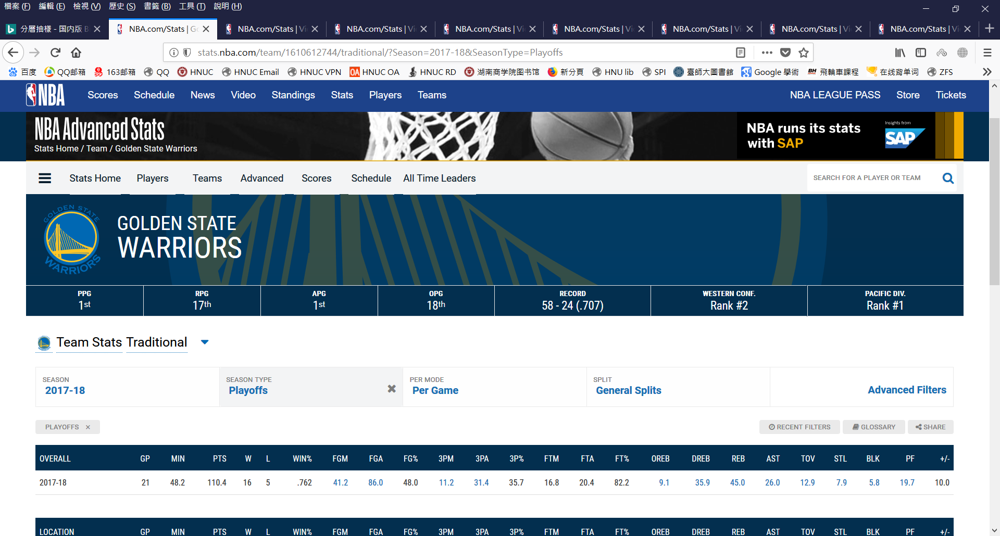 檔案 (F) 編輯 (E) 檢視 (V) 歷史 (S) 書籤 (B) 工具 (T) 說明 (H)
分層抽樣 - 国内版 B NBA.com/Stats | Go NBA.com/Stats | Vi NBA.com/Stats | Vi NBA.com/Stats | Vi NBA.com/Stats | Vi NBA.com/Stats | Vi NBA.com/Stats | Vi NBA.com/Stats | Vi
stats.nba.com/team/1610612744/traditional/?Season=2017-18&SeasonType=Playoffs
百度 QQ邮箱 163邮箱 QQ HNUC HNUC Email HNUC VPN OA HNUC OA HNUC RD 湖南商学院图书馆 新分頁 HNU lib SPI 臺師大圖書館 Google 學術 BH 飛輪車課程 在线背单词 ZFS
NBA Scores Schedule News Video Standings Stats Players Teams NBA LEAGUE PASS Store Tickets
NBA Advanced Stats
Stats Home / Team / Golden State Warriors
NBA runs its stats
with SAP
Insights from
SAP
Stats Home Players Teams Advanced Scores Schedule All Time Leaders SEARCH FOR A PLAYER OR TEAM
GOLDEN STATE
WARRIORS
GOLDEN STATE
WARRIORS
PPG RPG APG OPG RECORD WESTERN CONF. PACIFIC DIV.
1st 17th 1st 18th 58 - 24 (.707) Rank #2 Rank #1
Team Stats Traditional
SEASON SEASON TYPE PER MODE SPLIT
2017-18 Playoffs Per Game General Splits Advanced Filters
PLAYOFFS × RECENT FILTERS GLOSSARY SHARE
OVERALL GP MIN PTS W L WIN% FGM FGA FG% 3PM 3PA 3P% FTM FTA FT% OREB DREB REB AST TOV STL BLK PF +/-
2017-18 21 48.2 110.4 16 5 .762 41.2 86.0 48.0 11.2 31.4 35.7 16.8 20.4 82.2 9.1 35.9 45.0 26.0 12.9 7.9 5.8 19.7 10.0
LOCATION GP MIN PTS W L WIN% FGM FGA FG% 3PM 3PA 3P% FTM FTA FT% OREB DREB REB AST TOV STL BLK PF +/-